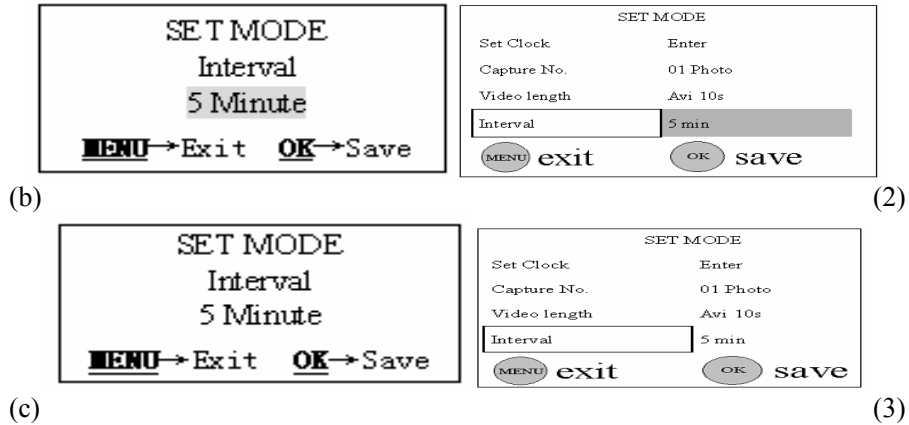 SET MODE
Interval
5 Minute
MENU→Exit OK→Save
(b)
SET MODE
Set Clock Enter
Capture No. 01 Photo
Video length Avi 10s
Interval 5 min
MENU exit OK save
(2)
SET MODE
Interval
5 Minute
MENU→Exit OK→Save
(c)
SET MODE
Set Clock Enter
Capture No. 01 Photo
Video length Avi 10s
Interval 5 min
MENU exit OK save
(3)